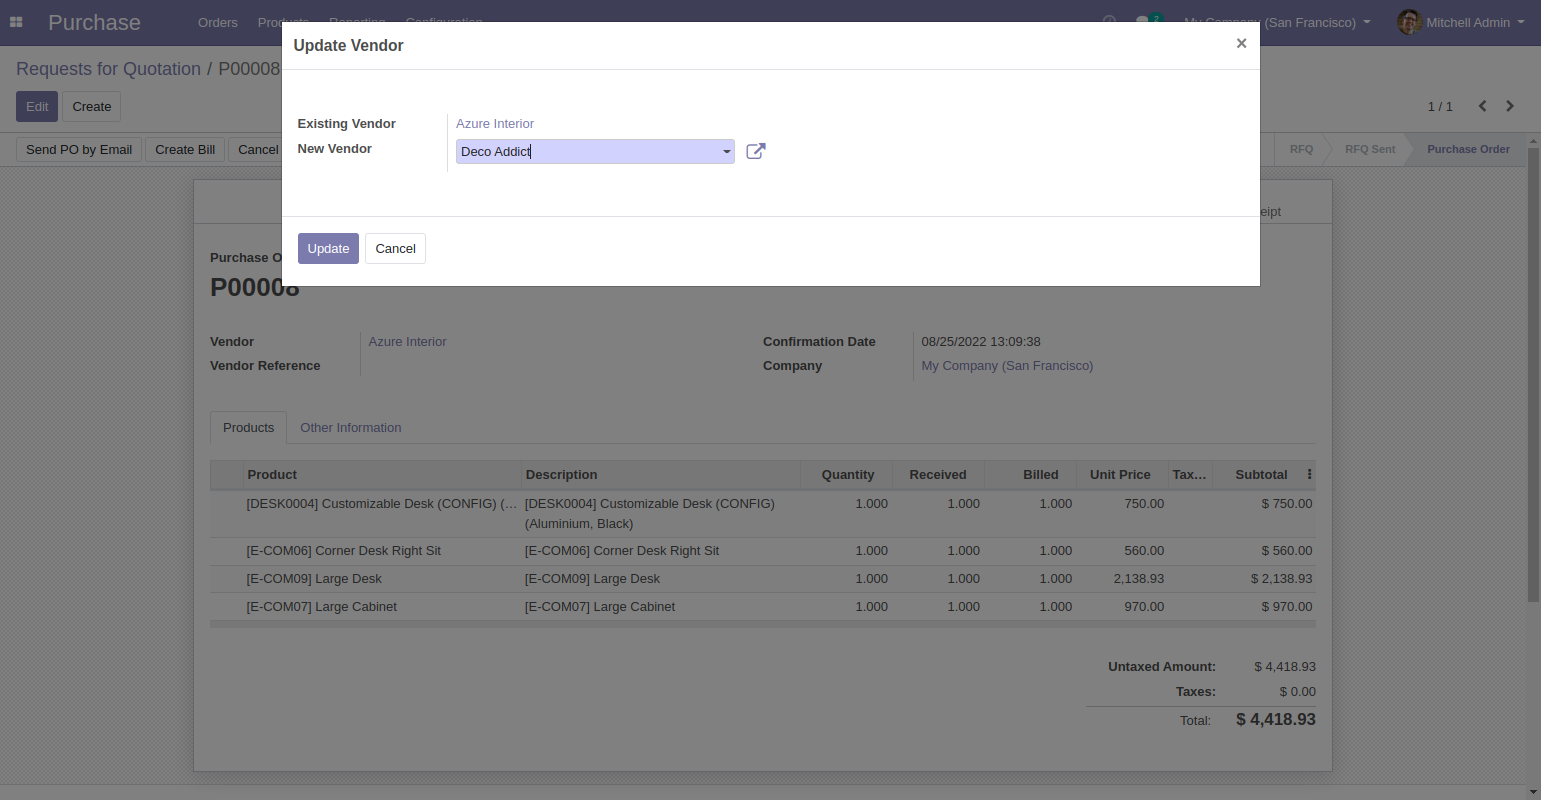 Purchase Orders Products Reporting Configuration 2 My Company (San Francisco) Mitchell Admin
Update Vendor ×
Requests for Quotation / P00008
Edit Create 1 / 1
Existing Vendor Azure Interior
New Vendor Deco Addict
Send PO by Email Create Bill Cancel RFQ RFQ Sent Purchase Order
eipt
Update Cancel
Purchase O
P00008
Vendor Azure Interior Confirmation Date 08/25/2022 13:09:38
Vendor Reference Company My Company (San Francisco)
Products Other Information
Product Description Quantity Received Billed Unit Price Tax… Subtotal
[DESK0004] Customizable Desk (CONFIG) (… [DESK0004] Customizable Desk (CONFIG) 1.000 1.000 1.000 750.00 $ 750.00
(Aluminium, Black)
[E-COM06] Corner Desk Right Sit [E-COM06] Corner Desk Right Sit 1.000 1.000 1.000 560.00 $ 560.00
[E-COM09] Large Desk [E-COM09] Large Desk 1.000 1.000 1.000 2,138.93 $ 2,138.93
[E-COM07] Large Cabinet [E-COM07] Large Cabinet 1.000 1.000 1.000 970.00 $ 970.00
Untaxed Amount: $ 4,418.93
Taxes: $ 0.00
Total: $ 4,418.93